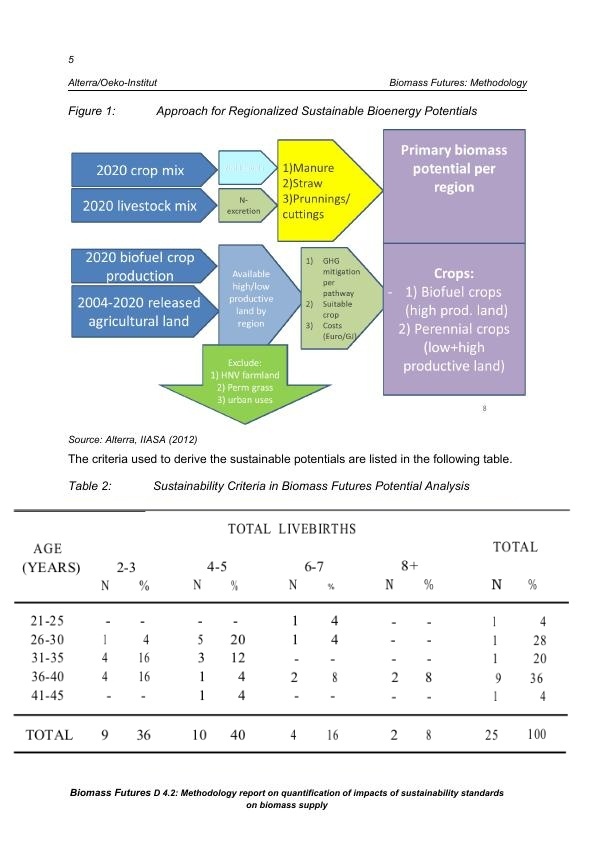 5
Alterra/Oeko-Institut Biomass Futures: Methodology
Figure 1: Approach for Regionalized Sustainable Bioenergy Potentials
2020 crop mix
2020 livestock mix
N-
excretion
1)Manure
2)Straw
3)Prunnings/
cuttings
Primary biomass
potential per
region
2020 biofuel crop
production
2004-2020 released
agricultural land
Available
high/low
productive
land by
region
1) GHG
mitigation
per
pathway
2) Suitable
crop
3) Costs
(Euro/GJ)
- Crops:
1) Biofuel crops
(high prod. land)
2) Perennial crops
(low+high
productive land)
Exclude:
1) HNV farmland
2) Perm grass
3) urban uses
8
Source: Alterra, IIASA (2012)
The criteria used to derive the sustainable potentials are listed in the following table.
Table 2: Sustainability Criteria in Biomass Futures Potential Analysis
TOTAL LIVEBIRTHS
AGE TOTAL
(YEARS) 2-3 4-5 6-7 8+
N % N % N % N % N %
21-25 - - - - 1 4 - - 1 4
26-30 1 4 5 20 1 4 - - 1 28
31-35 4 16 3 12 - - - - 1 20
36-40 4 16 1 4 2 8 2 8 9 36
41-45 - - 1 4 - - - - 1 4
TOTAL 9 36 10 40 4 16 2 8 25 100
Biomass Futures D 4.2: Methodology report on quantification of impacts of sustainability standards
on biomass supply